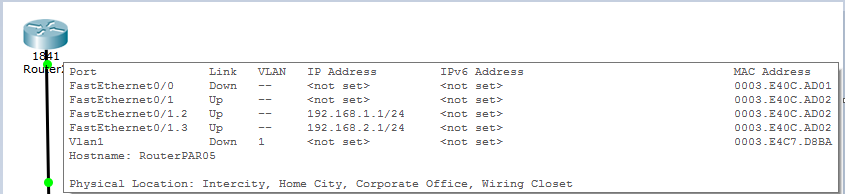 1841
Router
Port Link VLAN IP Address IPv6 Address MAC Address
FastEthernet0/0 Down -- <not set> <not set> 0003.E40C.AD01
FastEthernet0/1 Up -- <not set> <not set> 0003.E40C.AD02
FastEthernet0/1.2 Up -- 192.168.1.1/24 <not set> 0003.E40C.AD02
FastEthernet0/1.3 Up -- 192.168.2.1/24 <not set> 0003.E40C.AD02
Vlan1 Down 1 <not set> <not set> 0003.E4C7.D8BA
Hostname: RouterPAR05
Physical Location: Intercity, Home City, Corporate Office, Wiring Closet